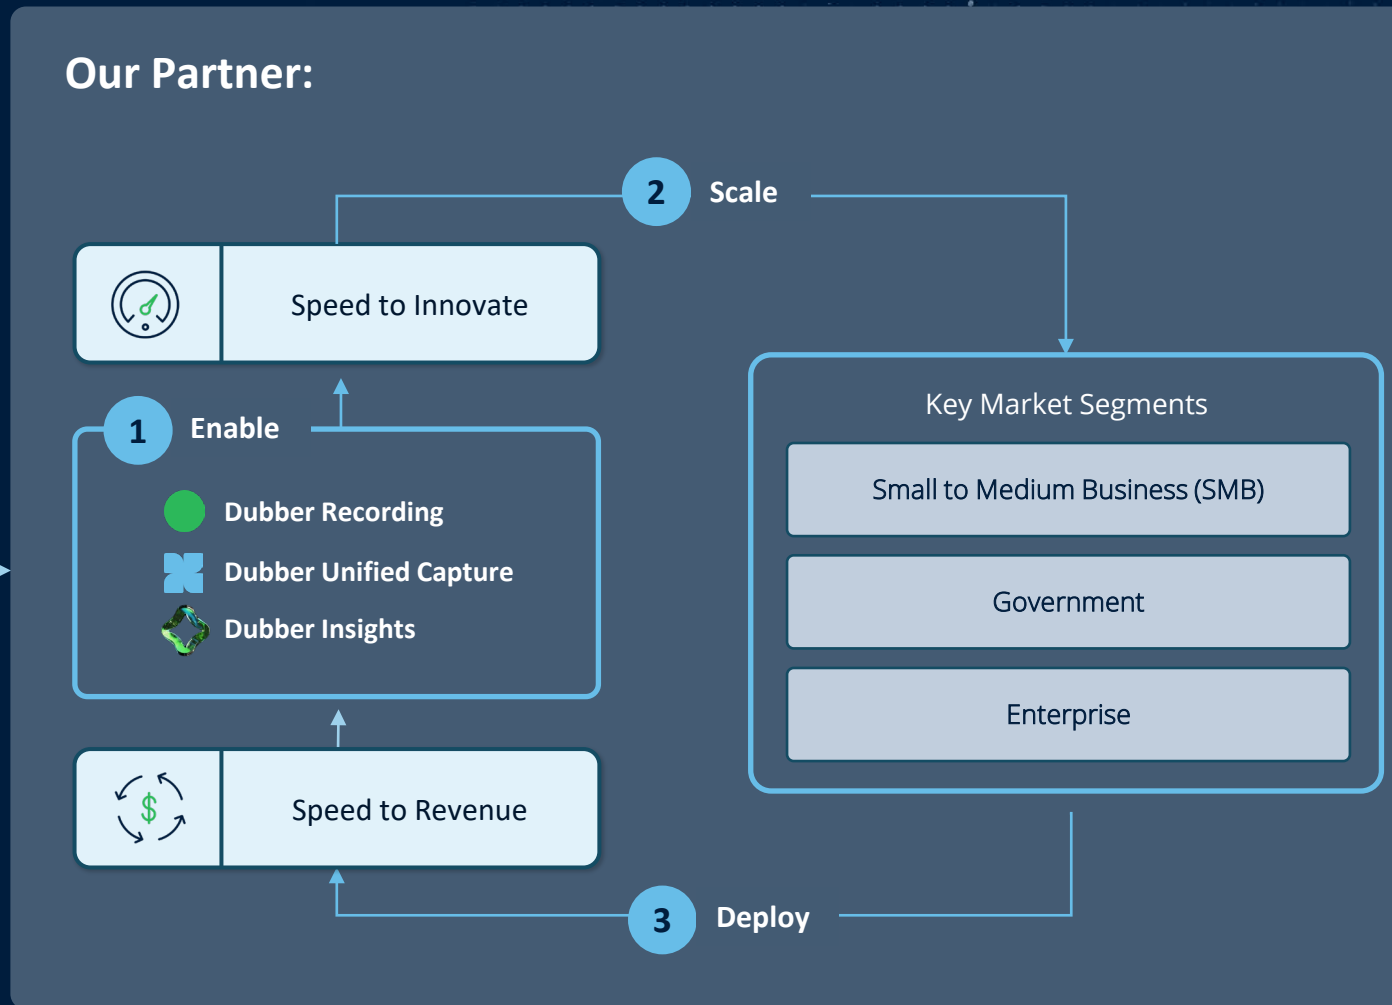 Our Partner:
2 Scale
Speed to Innovate
1 Enable
Dubber Recording
Dubber Unified Capture
Dubber Insights
$ Speed to Revenue
Key Market Segments
Small to Medium Business (SMB)
Government
Enterprise
3 Deploy